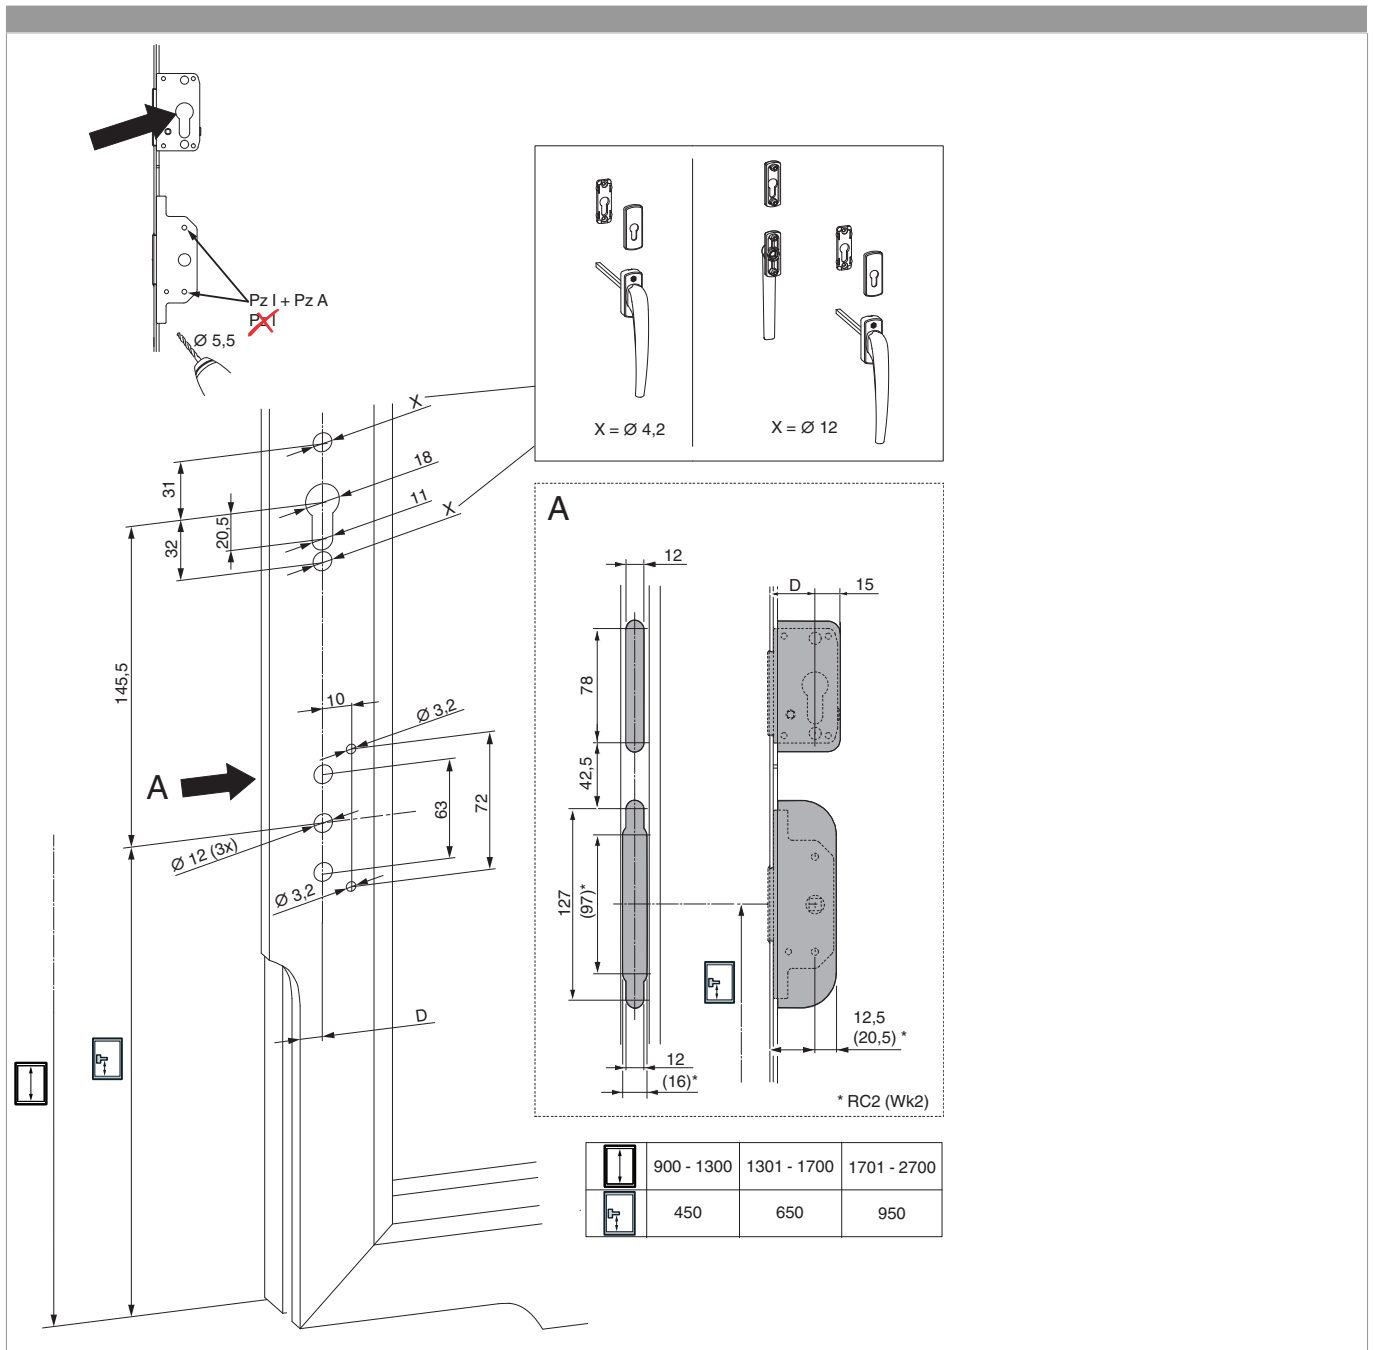 Pz I + Pz A
Pz I
Ø 5,5
X
18
11
X
31
32
20,5
145,5
10
Ø 3,2
63
72
A
Ø 12 (3x)
Ø 3,2
D
X = Ø 4,2
X = Ø 12
A
12
D
15
78
42,5
127
(97)*
12
(16)*
12,5
(20,5) *
* RC2 (Wk2)
900 - 1300 1301 - 1700 1701 - 2700
450 650 950